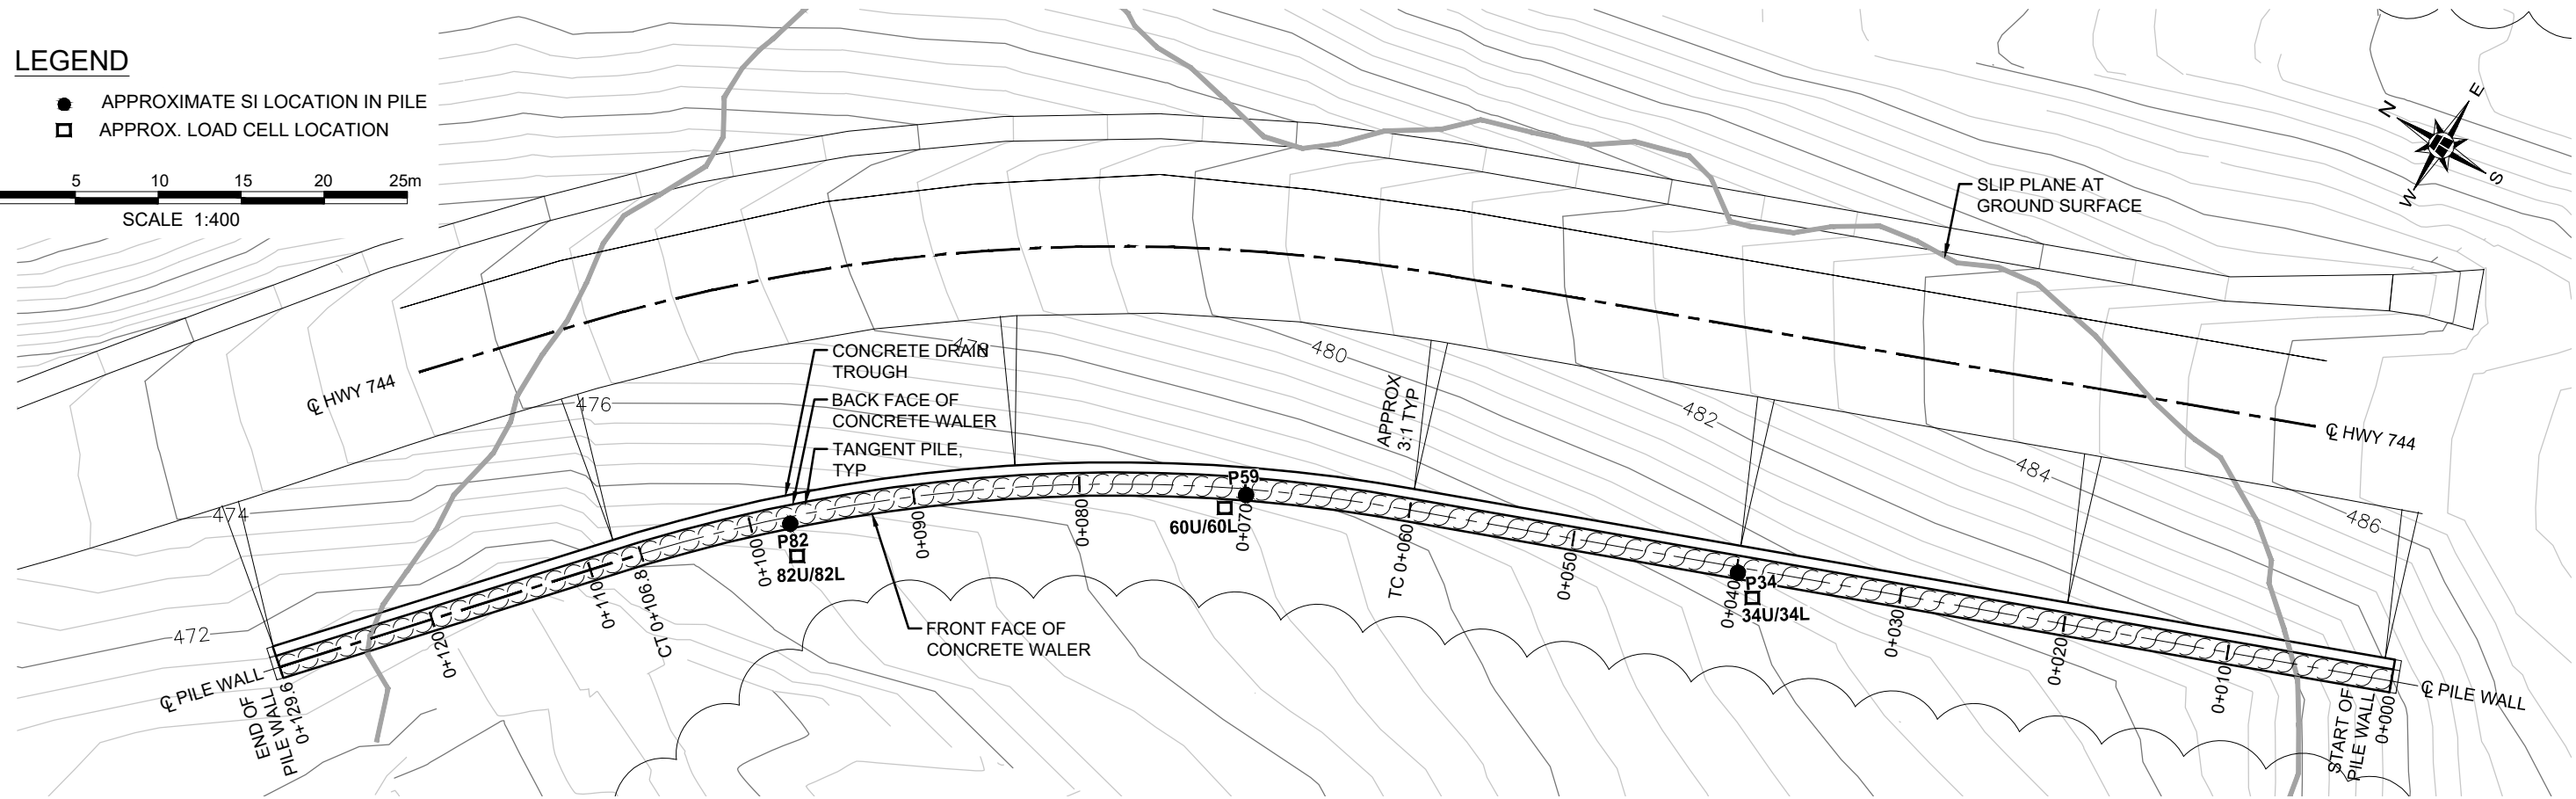 LEGEND
APPROXIMATE SI LOCATION IN PILE
APPROX. LOAD CELL LOCATION
5 10 15 20 25m
SCALE 1:400
N
E
S
W
SLIP PLANE AT
GROUND SURFACE
℄ HWY 744
CONCRETE DRAIN
TROUGH
BACK FACE OF
CONCRETE WALER
TANGENT PILE,
TYP
FRONT FACE OF
CONCRETE WALER
APPROX
3:1 TYP
℄ HWY 744
472
474
476
478
480
482
484
486
P82
82U/82L
P59
60U/60L
P34
34U/34L
℄ PILE WALL
END OF
PILE WALL
0+129.6
0+120
0+110
CT 0+106.8
0+100
0+090
0+080
0+070
TC 0+060
0+050
0+040
0+030
0+020
0+010
START OF
PILE WALL
0+000
℄ PILE WALL